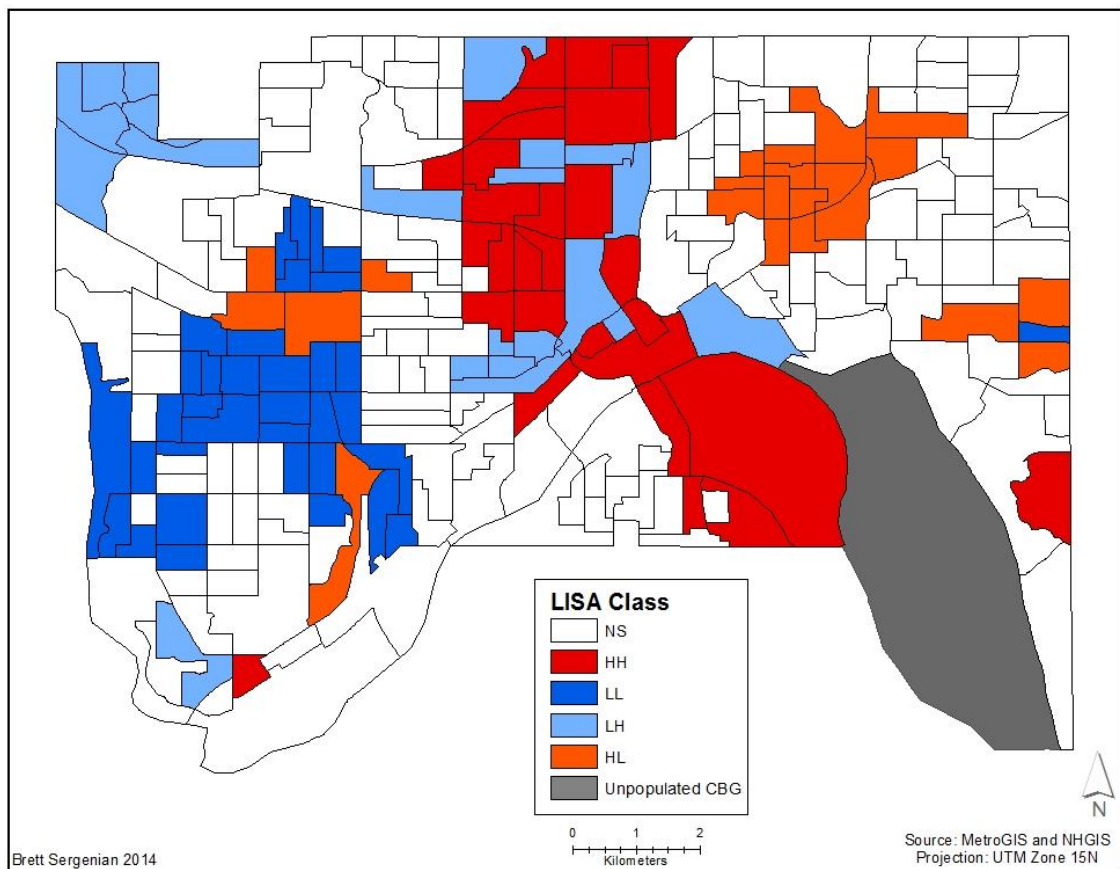 LISA Class
NS
HH
LL
LH
HL
Unpopulated CBG
N
0 1 2
Kilometers
Brett Sergenian 2014
Source: MetroGIS and NHGIS
Projection: UTM Zone 15N